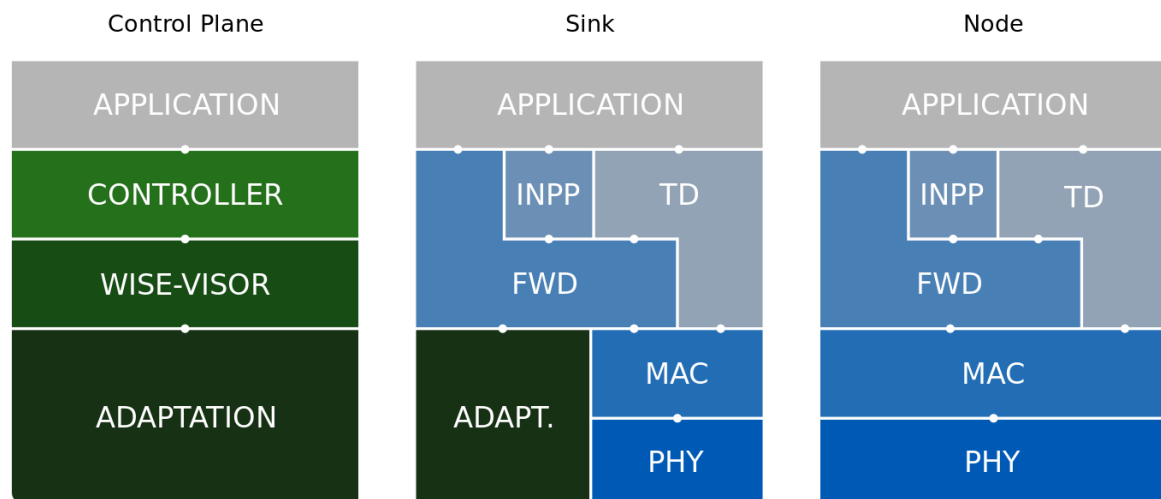 Control Plane
APPLICATION
CONTROLLER
WISE-VISOR
ADAPTATION
Sink
APPLICATION
INPP
TD
FWD
ADAPT.
MAC
PHY
Node
APPLICATION
INPP
TD
FWD
MAC
PHY